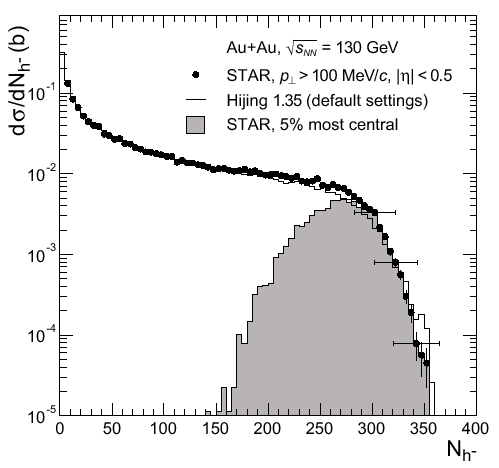 Au+Au, √s_NN = 130 GeV
STAR, p⊥ > 100 MeV/c, |η| < 0.5
Hijing 1.35 (default settings)
STAR, 5% most central
dσ/dN_h⁻ (b)
10⁻¹
10⁻²
10⁻³
10⁻⁴
10⁻⁵
0 50 100 150 200 250 300 350 400
N_h⁻